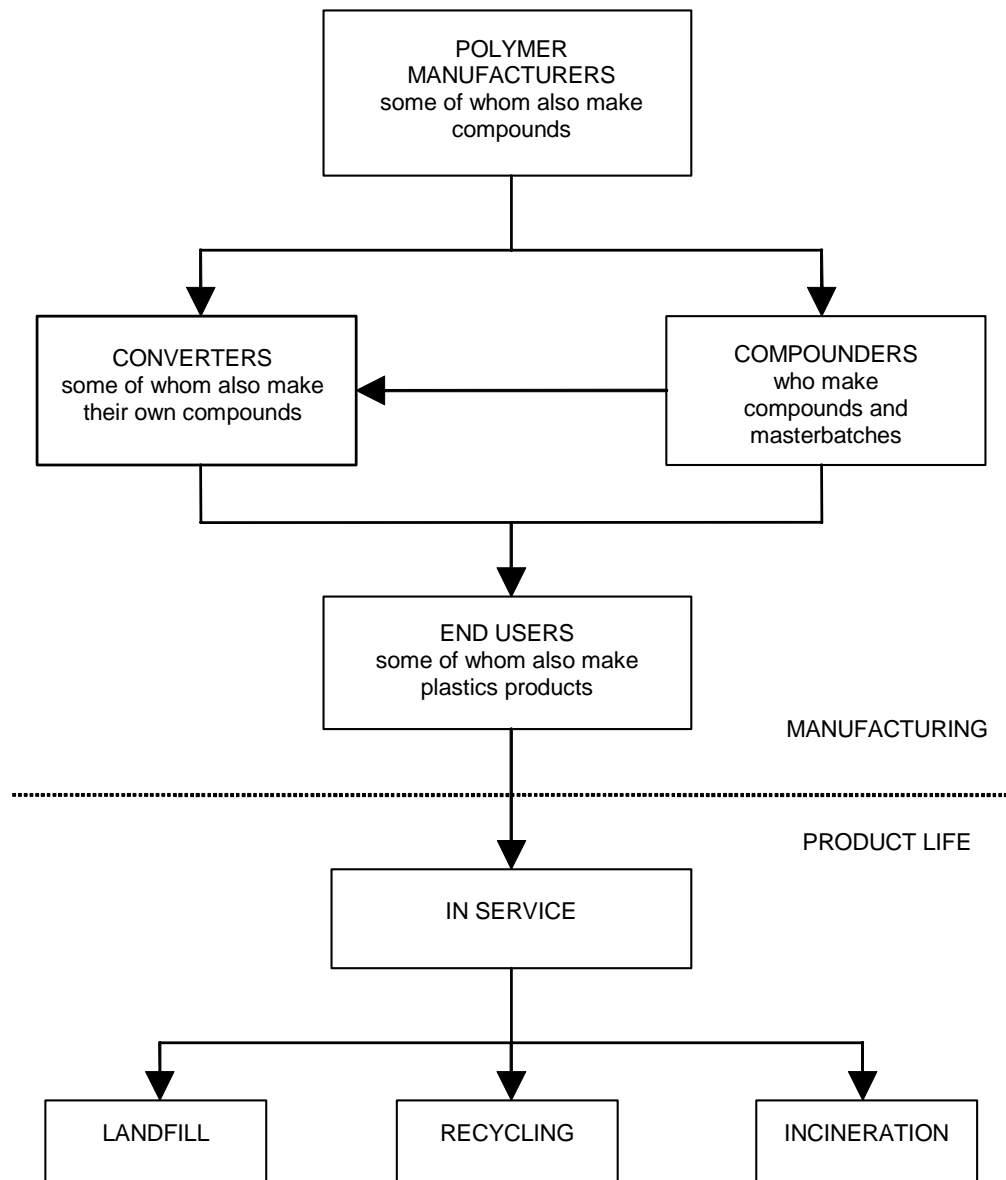 POLYMER
MANUFACTURERS
some of whom also make
compounds
CONVERTERS
some of whom also make
their own compounds
COMPOUNDERS
who make
compounds and
masterbatches
END USERS
some of whom also make
plastics products
MANUFACTURING
PRODUCT LIFE
IN SERVICE
LANDFILL
RECYCLING
INCINERATION